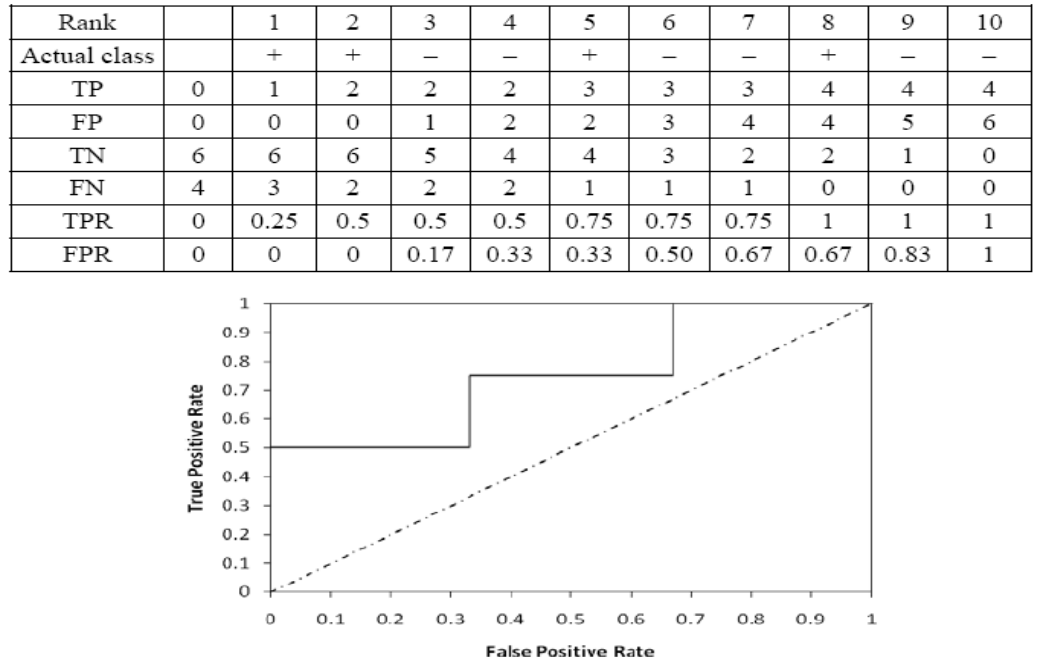 Rank 1 2 3 4 5 6 7 8 9 10
Actual class + + – – + – – + – –
TP 0 1 2 2 2 3 3 3 4 4 4
FP 0 0 0 1 2 2 3 4 4 5 6
TN 6 6 6 5 4 4 3 2 2 1 0
FN 4 3 2 2 2 1 1 1 0 0 0
TPR 0 0.25 0.5 0.5 0.5 0.75 0.75 0.75 1 1 1
FPR 0 0 0 0.17 0.33 0.33 0.50 0.67 0.67 0.83 1
True Positive Rate
1
0.9
0.8
0.7
0.6
0.5
0.4
0.3
0.2
0.1
0
0 0.1 0.2 0.3 0.4 0.5 0.6 0.7 0.8 0.9 1
False Positive Rate